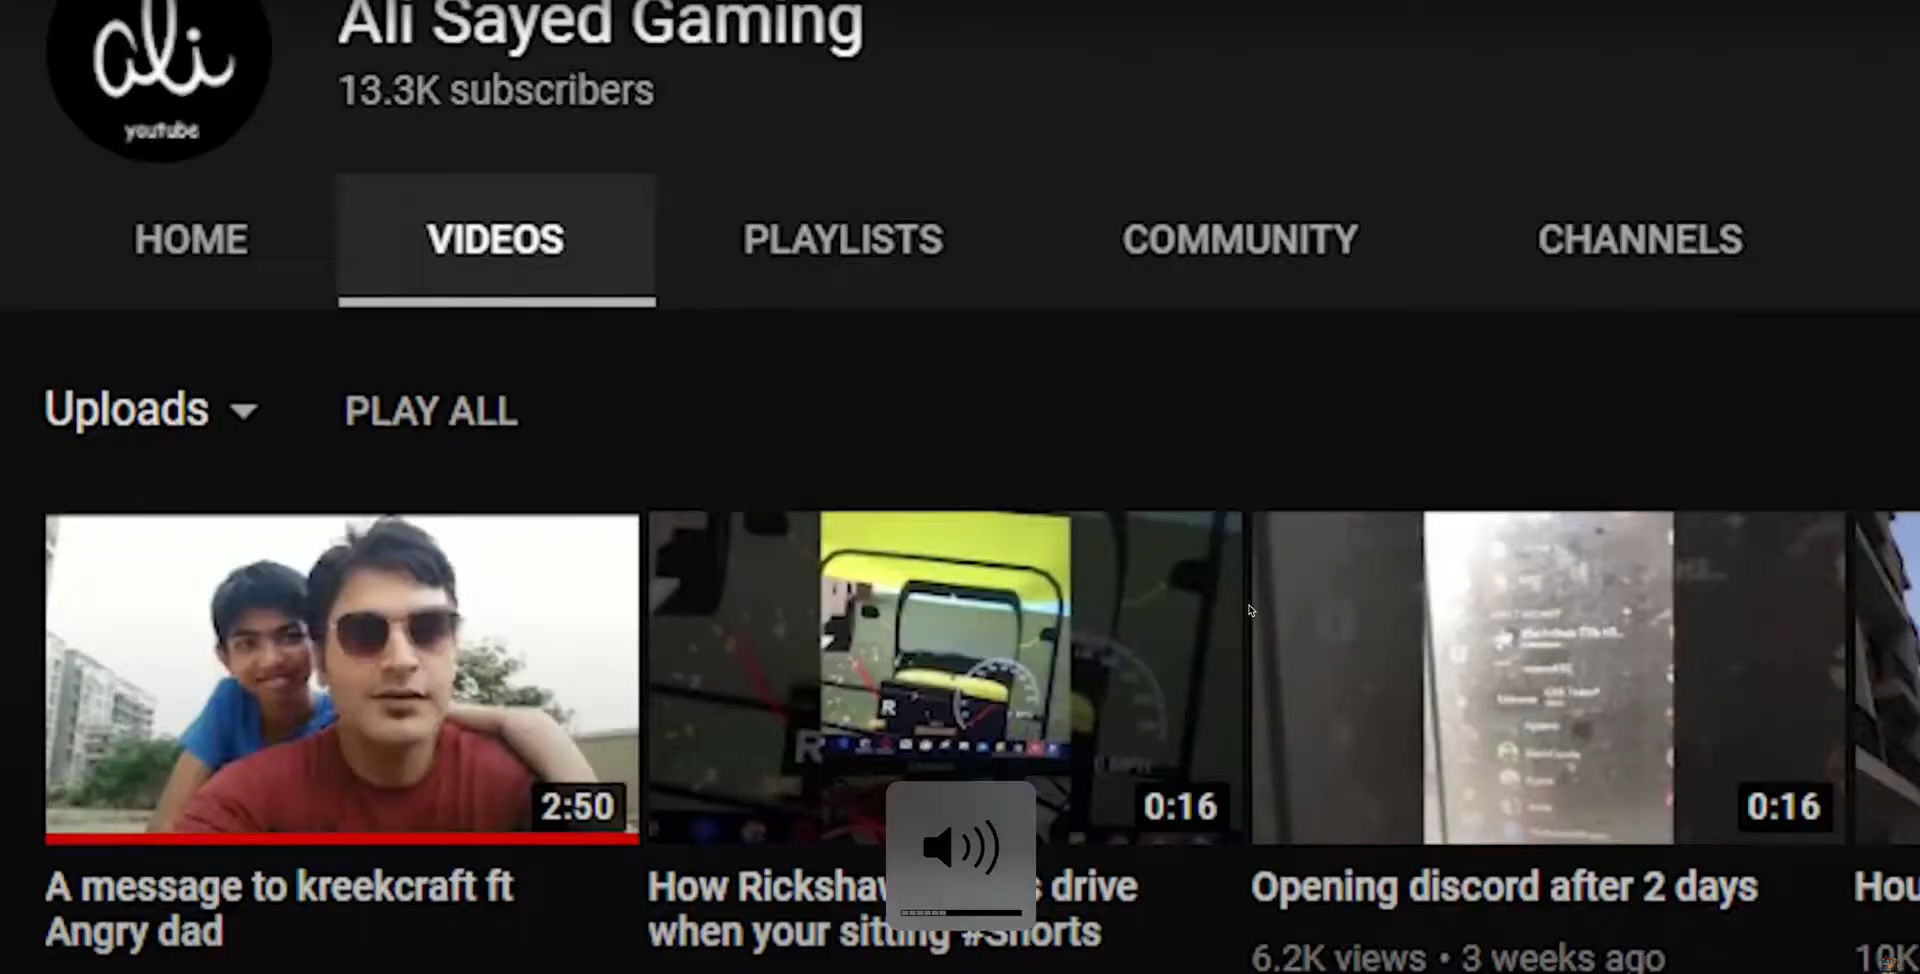 ali
youtube
Ali Sayed Gaming
13.3K subscribers
HOME VIDEOS PLAYLISTS COMMUNITY CHANNELS
Uploads PLAY ALL
R
R
2:50 0:16 0:16
A message to kreekcraft ft
Angry dad
How drive
when your sitting #Shorts
Opening discord after 2 days
6.2K views • 3 weeks ago